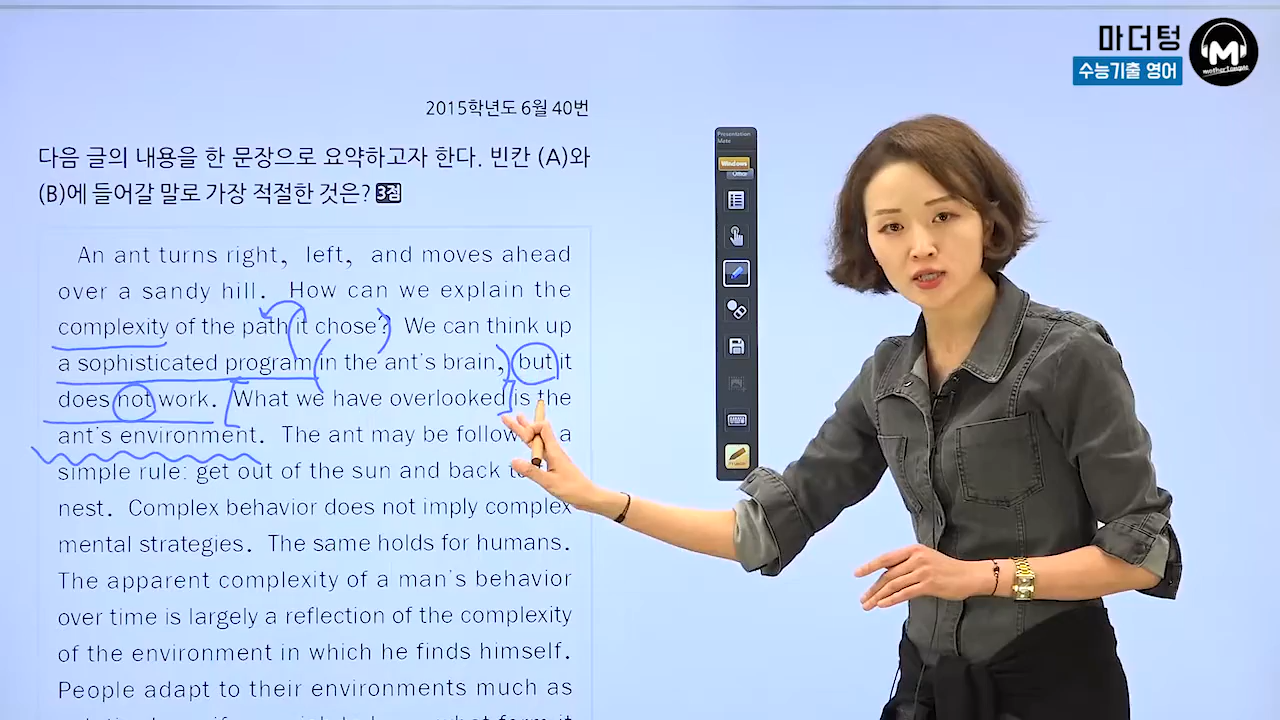 마더텅
수능기출 영어
motherTongue
2015학년도 6월 40번
다음 글의 내용을 한 문장으로 요약하고자 한다. 빈칸 (A)와
(B)에 들어갈 말로 가장 적절한 것은? 3점
An ant turns right, left, and moves ahead
over a sandy hill. How can we explain the
complexity of the path it chose? We can think up
a sophisticated program in the ant's brain, but it
does not work. What we have overlooked is the
ant's environment. The ant may be follow a
simple rule: get out of the sun and back
nest. Complex behavior does not imply complex
mental strategies. The same holds for humans.
The apparent complexity of a man's behavior
over time is largely a reflection of the complexity
of the environment in which he finds himself.
People adapt to their environments much as
Presentation
Mate
Windows
Office